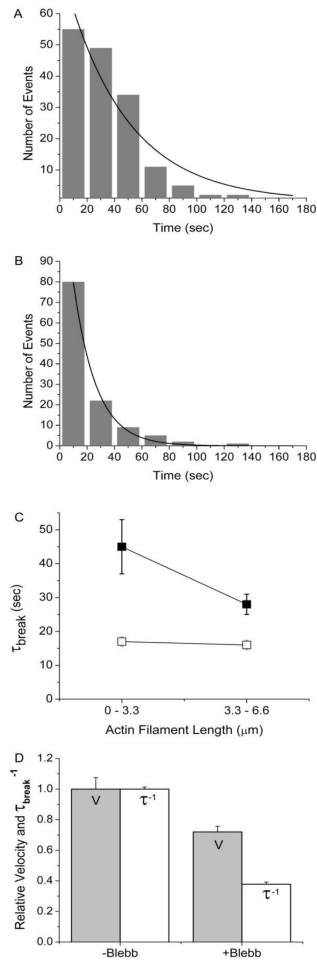 A
60
50
40
30
20
10
Number of Events
0 20 40 60 80 100 120 140 160 180
Time (sec)
B
90
80
70
60
50
40
30
20
10
0
Number of Events
0 20 40 60 80 100 120 140 160 180
Time (sec)
C
60
50
40
30
20
10
0
τbreak (sec)
0 - 3.3 3.3 - 6.6
Actin Filament Length (μm)
D
1.2
1.0
0.8
0.6
0.4
0.2
0.0
Relative Velocity and τbreak⁻¹
V τ⁻¹ V τ⁻¹
-Blebb +Blebb